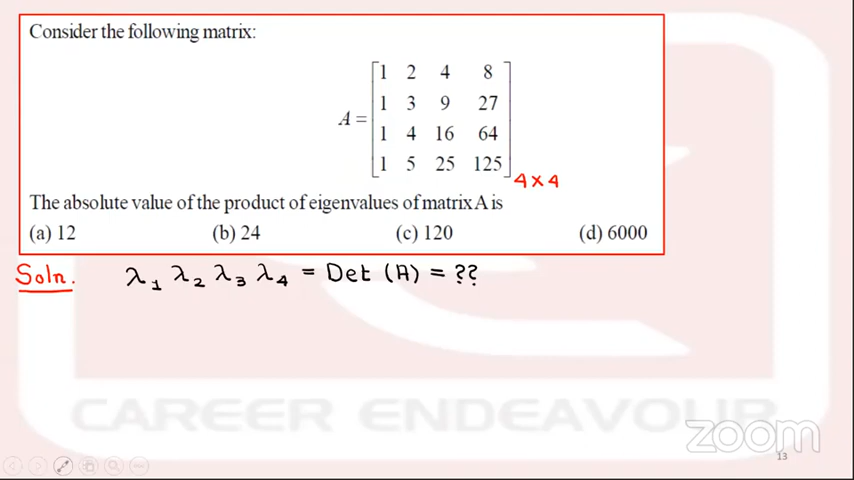 Consider the following matrix:
1 2 4 8
1 3 9 27
A =
1 4 16 64
1 5 25 125
4×4
The absolute value of the product of eigenvalues of matrix A is
(a) 12 (b) 24 (c) 120 (d) 6000
Soln. λ1 λ2 λ3 λ4 = Det (A) = ??
CAREER ENDEAVOUR
zoom
13